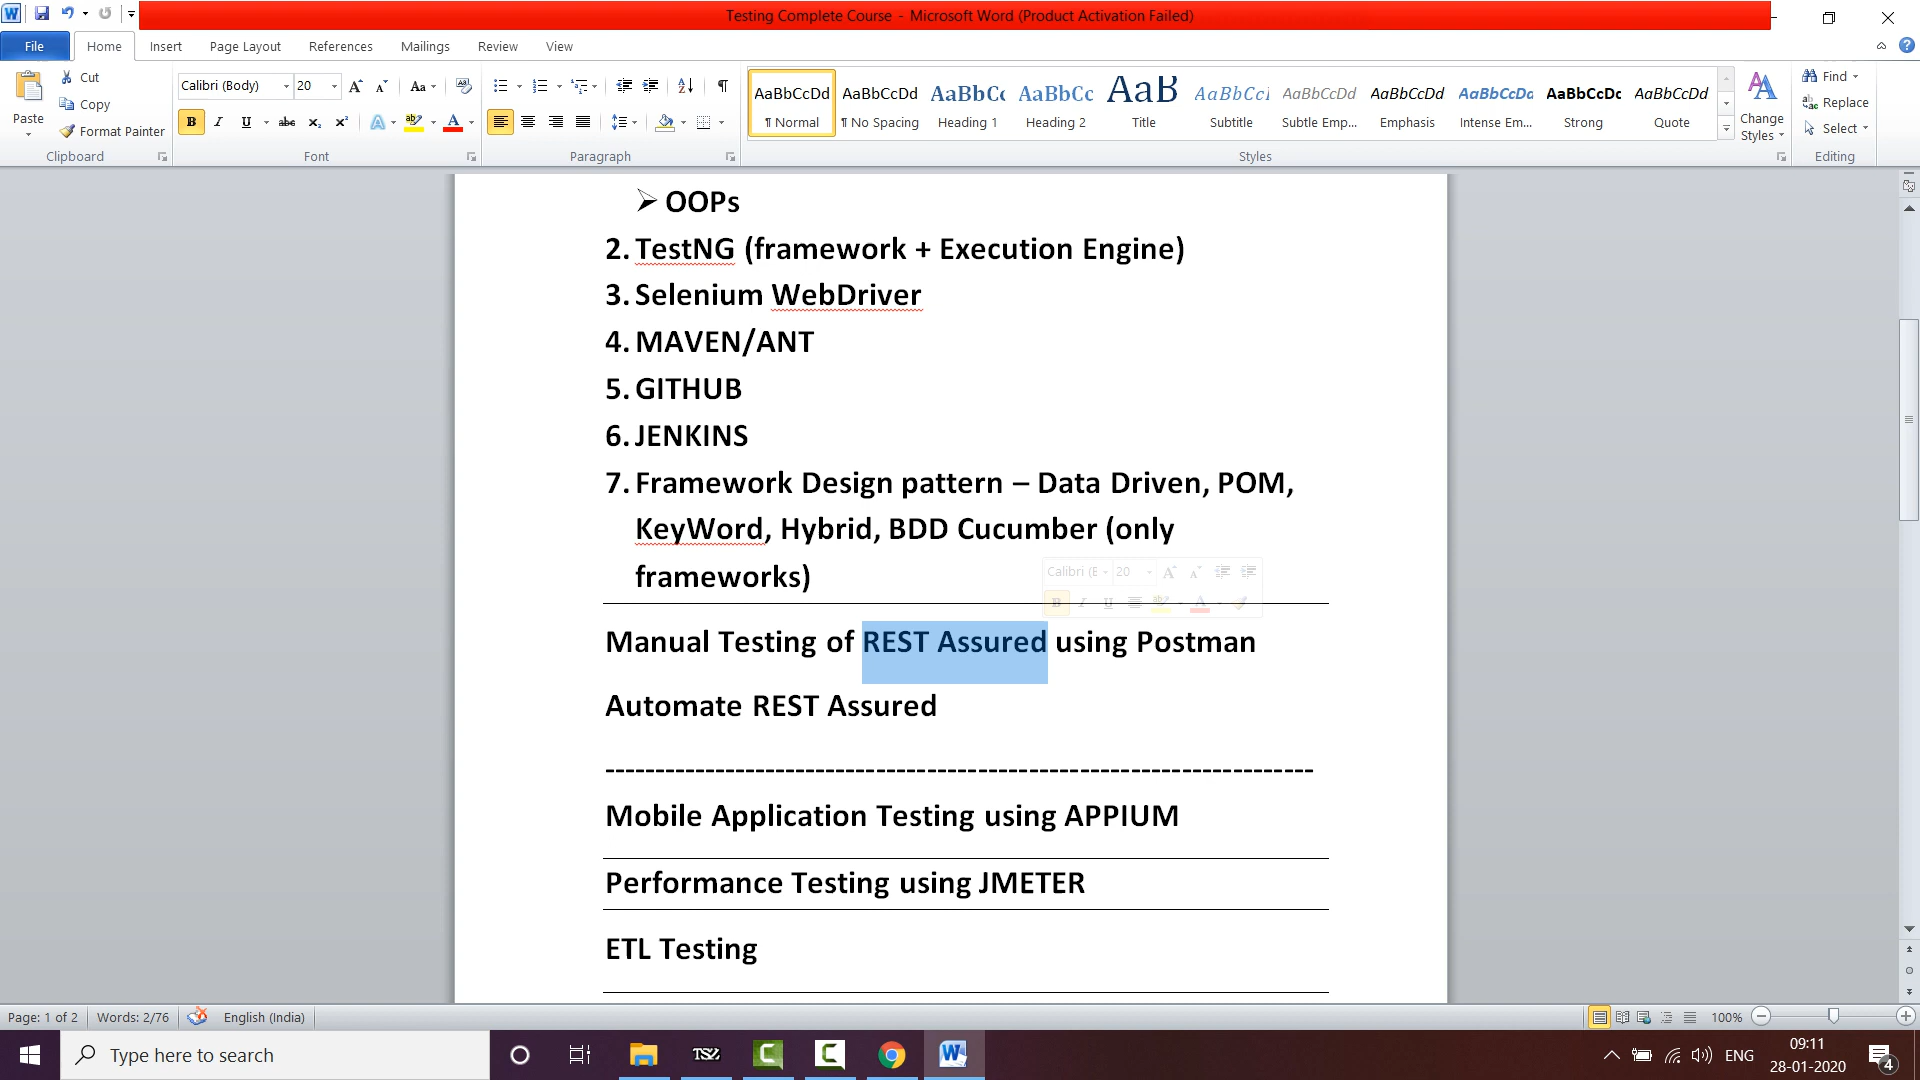 Testing Complete Course - Microsoft Word (Product Activation Failed)
File Home Insert Page Layout References Mailings Review View
Paste
Cut
Copy
Format Painter
Clipboard
Calibri (Body) 20
Font
Paragraph
AaBbCcDd AaBbCcDd AaBbCc AaBbCc AaB AaBbCcI AaBbCcDd AaBbCcDd AaBbCcDd AaBbCcDc AaBbCcDd
¶ Normal ¶ No Spacing Heading 1 Heading 2 Title Subtitle Subtle Emp... Emphasis Intense Em... Strong Quote
Styles
Change Styles
Find
Replace
Select
Editing
OOPs
2. TestNG (framework + Execution Engine)
3. Selenium WebDriver
4. MAVEN/ANT
5. GITHUB
6. JENKINS
7. Framework Design pattern – Data Driven, POM,
KeyWord, Hybrid, BDD Cucumber (only
frameworks)
Calibri (E 20
Manual Testing of REST Assured using Postman
Automate REST Assured
-----------------------------------------------------------------------
Mobile Application Testing using APPIUM
Performance Testing using JMETER
ETL Testing
Page: 1 of 2 Words: 2/76 English (India) 100%
Type here to search
ENG
09:11
28-01-2020
4